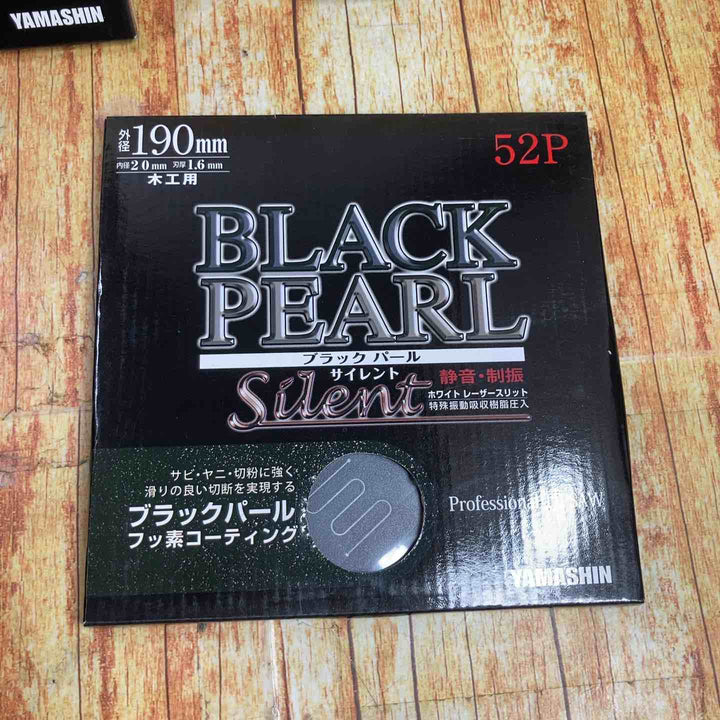 YAMASHIN
外径190mm
内径20mm 刃厚1.6mm
木工用
52P
BLACK
PEARL
ブラック パール
サイレント
Silent
静音・制振
ホワイト レーザースリット
特殊振動吸収樹脂圧入
サビ・ヤニ・切粉に強く
滑りの良い切断を実現する
ブラックパール
フッ素コーティング
Professional
YAMASHIN